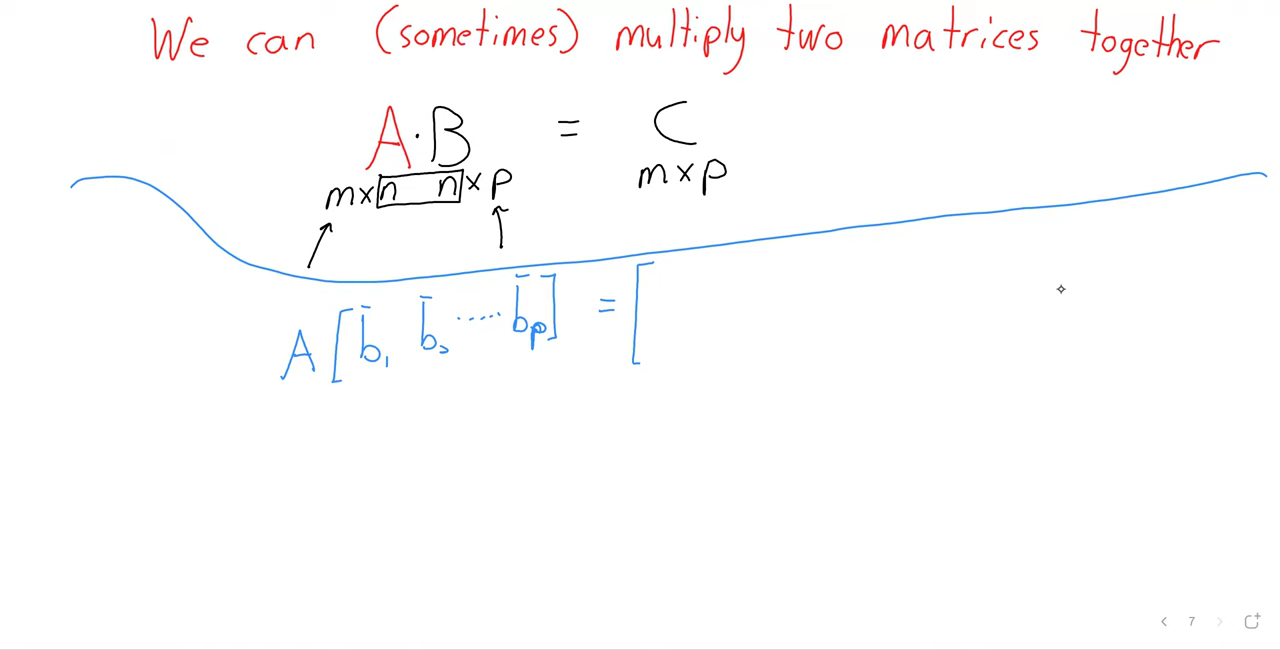 We can (sometimes) multiply two matrices together
A · B = C
m×n n×p m×p
A [b̄₁ b̄₂ ····· b̄ₚ] = [
7